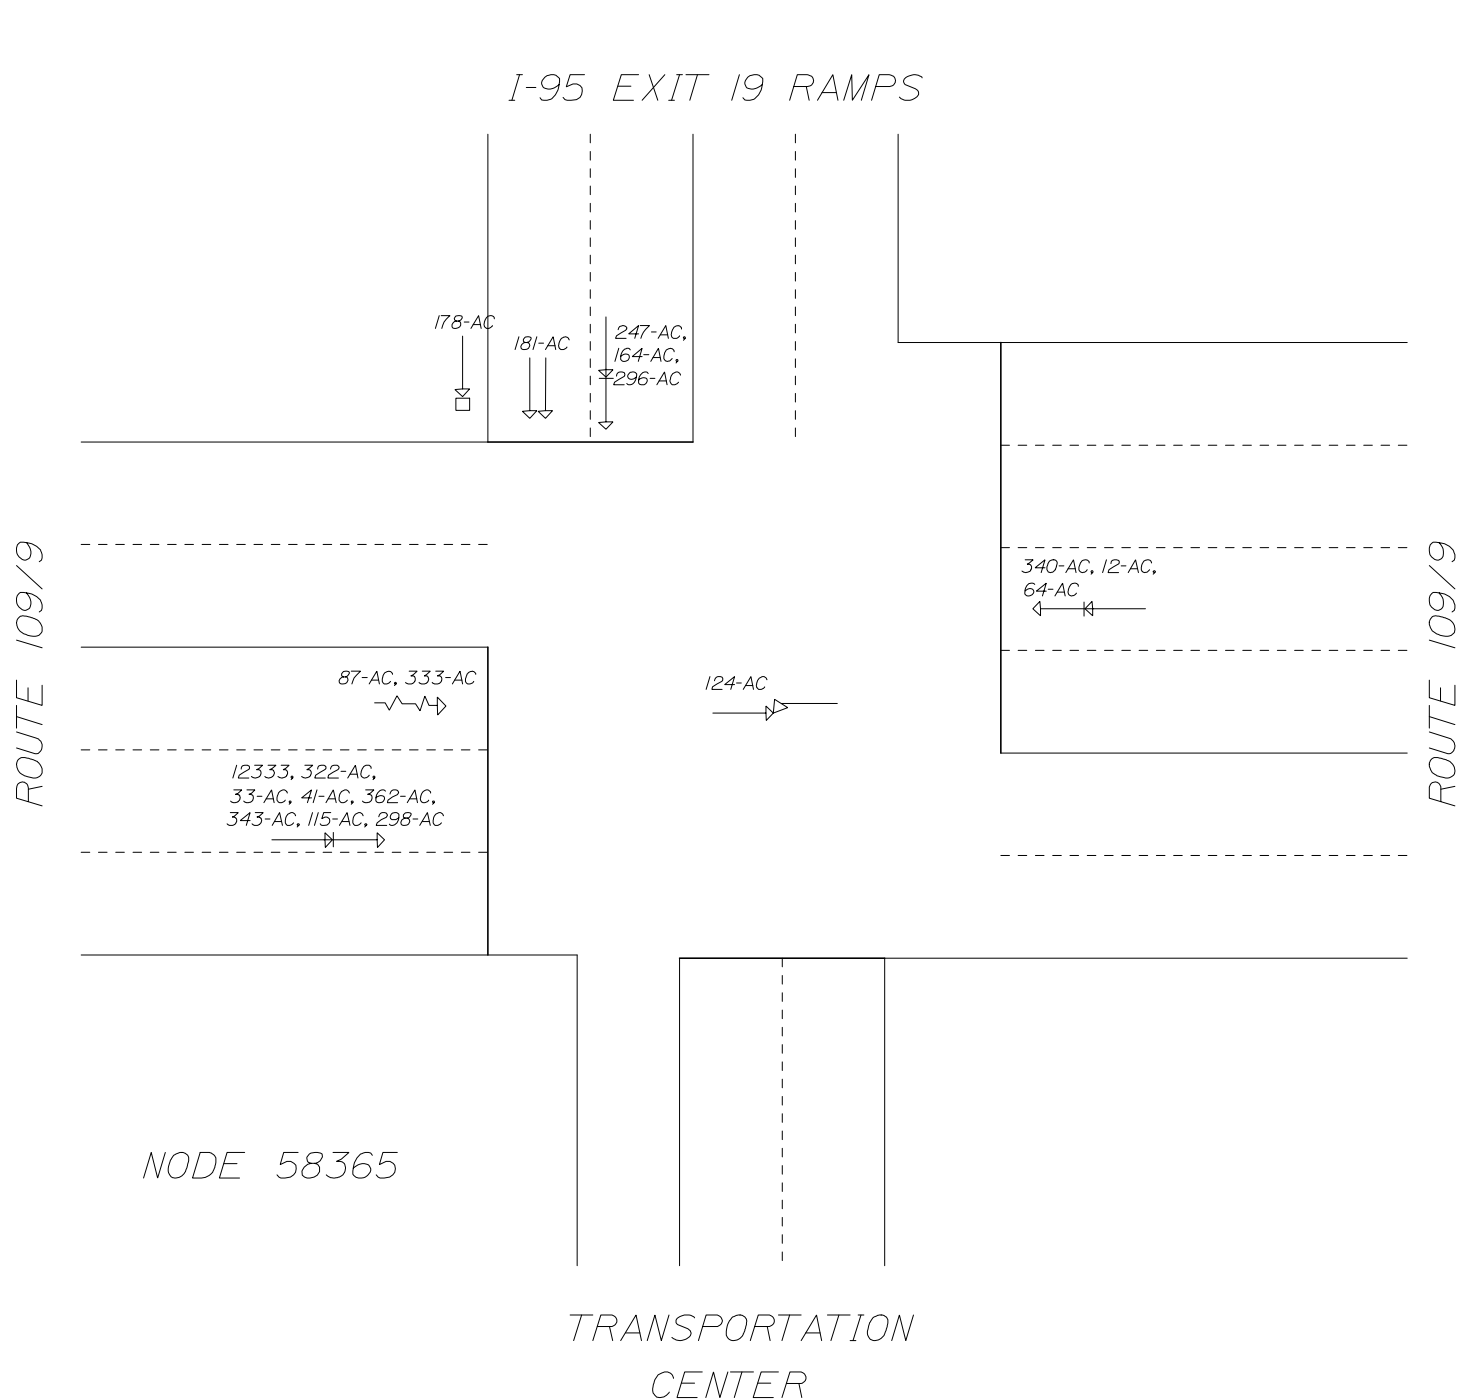 I-95 EXIT 19 RAMPS
178-AC
181-AC
247-AC,
164-AC,
296-AC
ROUTE 109/9
340-AC, 12-AC,
64-AC
ROUTE 109/9
87-AC, 333-AC
124-AC
12333, 322-AC,
33-AC, 41-AC, 362-AC,
343-AC, 115-AC, 298-AC
NODE 58365
TRANSPORTATION
CENTER